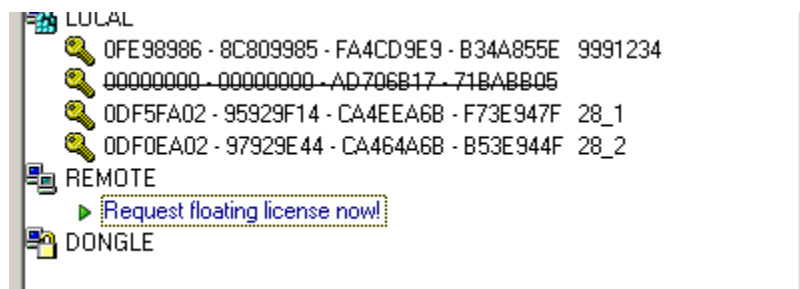 LOCAL
0FE98986 - 8C809985 - FA4CD9E9 - B34A855E 9991234
00000000 - 00000000 - AD706B17 - 71BABB05
0DF5FA02 - 95929F14 - CA4EEA6B - F73E947F 28_1
0DF0EA02 - 97929E44 - CA464A6B - B53E944F 28_2
REMOTE
Request floating license now!
DONGLE